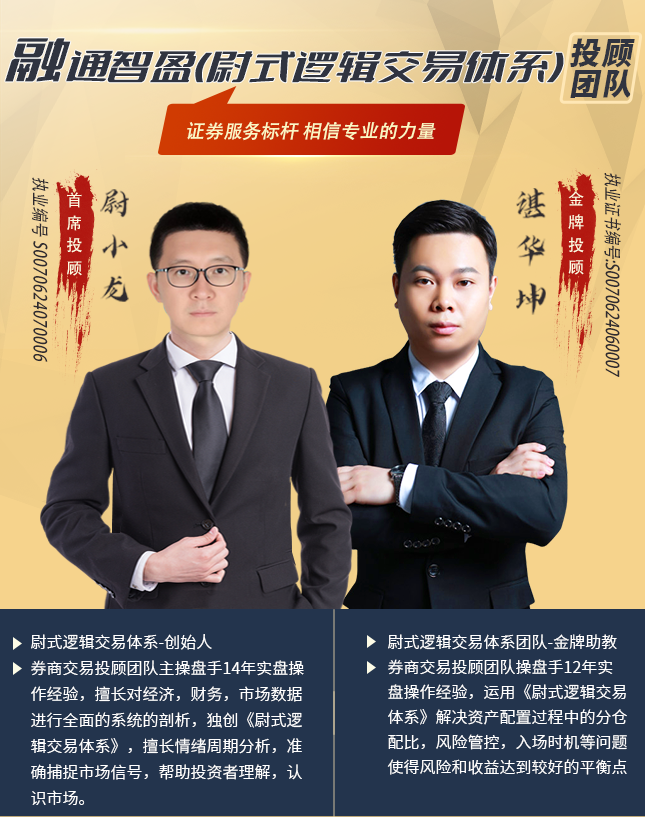 融通智盈(尉式逻辑交易体系)
投顾
团队
证券服务标杆 相信专业的力量
执业编号 S0070624070006
首席投顾
尉小龙
谌华坤
金牌投顾
执业证书编号:S0070624060007
尉式逻辑交易体系-创始人
券商交易投顾团队主操盘手14年实盘操
作经验，擅长对经济，财务，市场数据
进行全面的系统的剖析，独创《尉式逻
辑交易体系》，擅长情绪周期分析，准
确捕捉市场信号，帮助投资者理解，认
识市场。
尉式逻辑交易体系团队-金牌助教
券商交易投顾团队操盘手12年实
盘操作经验，运用《尉式逻辑交易
体系》解决资产配置过程中的分仓
配比，风险管控，入场时机等问题
使得风险和收益达到较好的平衡点